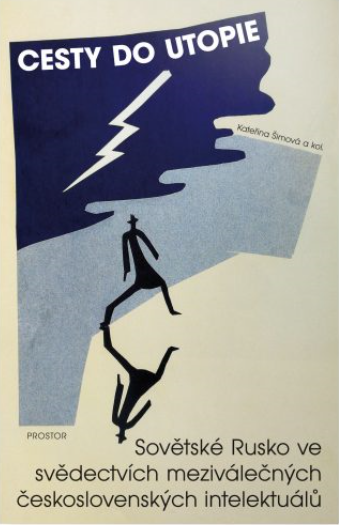 CESTY DO UTOPIE
Kateřina Šimová a kol.
PROSTOR
Sovětské Rusko ve
svědectvích meziválečných
československých intelektuálů